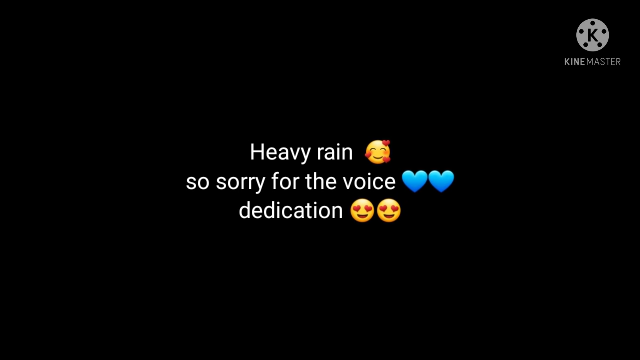 K
KINEMASTER
Heavy rain 🥰
so sorry for the voice 💙💙
dedication 😍😍